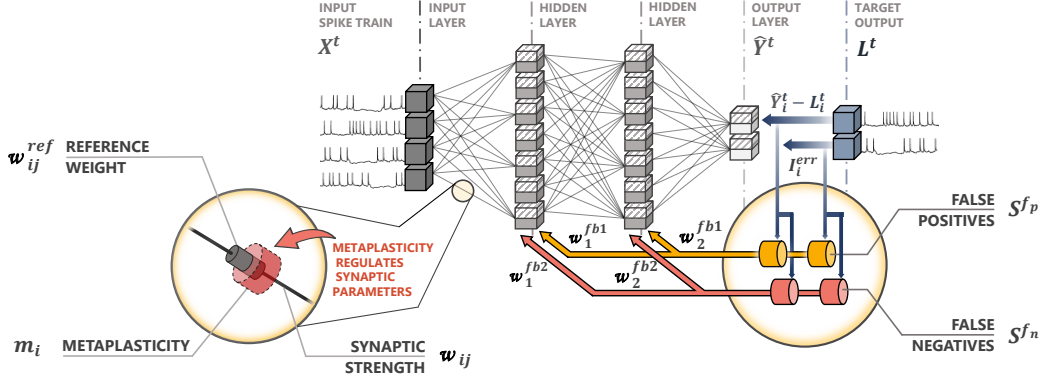 INPUT
SPIKE TRAIN
X^t
INPUT
LAYER
HIDDEN
LAYER
HIDDEN
LAYER
OUTPUT
LAYER
Ŷ^t
TARGET
OUTPUT
L^t
Ŷ_i^t − L_i^t
I_i^err
w_ij^ref
REFERENCE
WEIGHT
METAPLASTICITY
REGULATES
SYNAPTIC
PARAMETERS
m_i
METAPLASTICITY
SYNAPTIC
STRENGTH
w_ij
w_1^fb1
w_2^fb1
w_1^fb2
w_2^fb2
FALSE
POSITIVES
S^f_p
FALSE
NEGATIVES
S^f_n